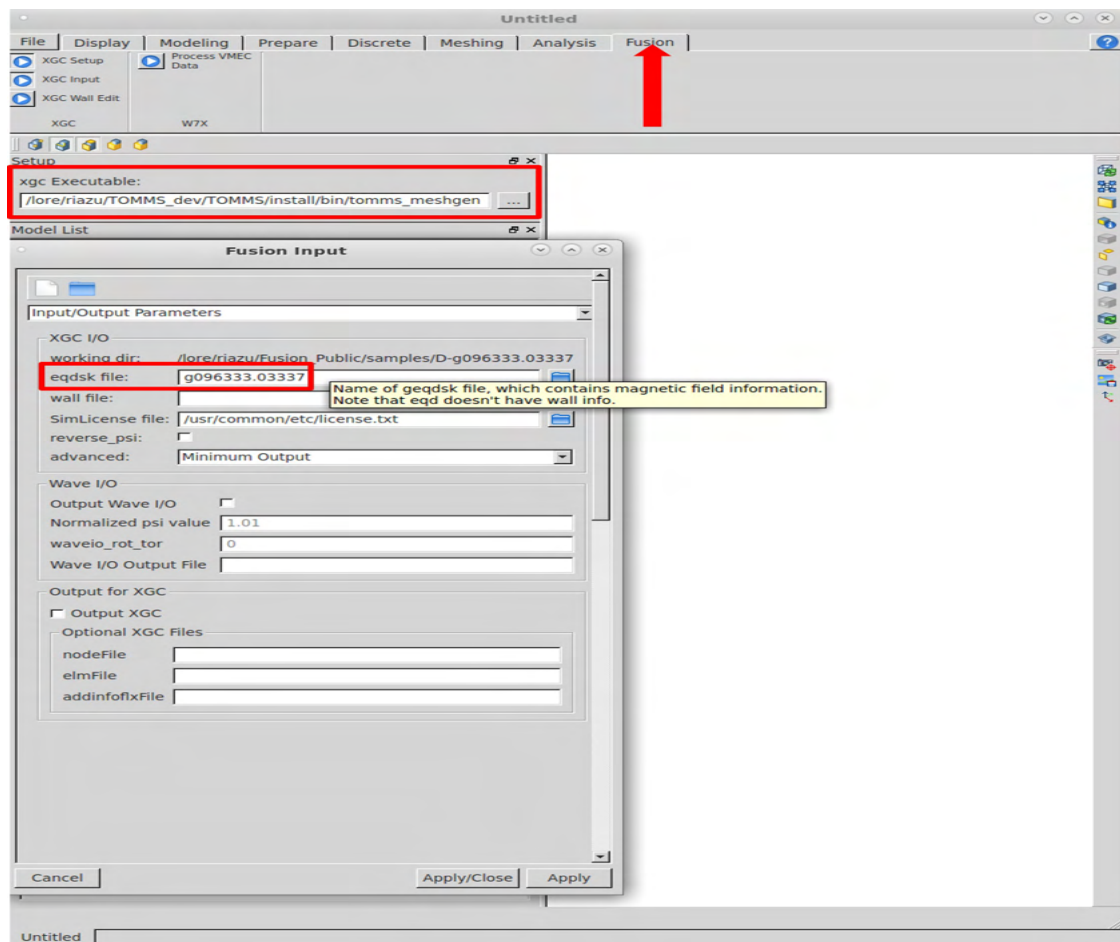 Untitled
File Display Modeling Prepare Discrete Meshing Analysis Fusion
XGC Setup
Process VMEC
Data
XGC Input
XGC Wall Edit
XGC W7X
Setup
xgc Executable:
/lore/riazu/TOMMS_dev/TOMMS/install/bin/tomms_meshgen ...
Model List
Fusion Input
Input/Output Parameters
XGC I/O
working dir: /lore/riazu/Fusion_Public/samples/D-g096333.03337
eqdsk file: g096333.03337
Name of geqdsk file, which contains magnetic field information.
wall file:
Note that eqd doesn't have wall info.
SimLicense file: /usr/common/etc/license.txt
reverse_psi:
advanced: Minimum Output
Wave I/O
Output Wave I/O
Normalized psi value 1.01
waveio_rot_tor 0
Wave I/O Output File
Output for XGC
Output XGC
Optional XGC Files
nodeFile
elmFile
addinfoflxFile
Cancel Apply/Close Apply
Untitled